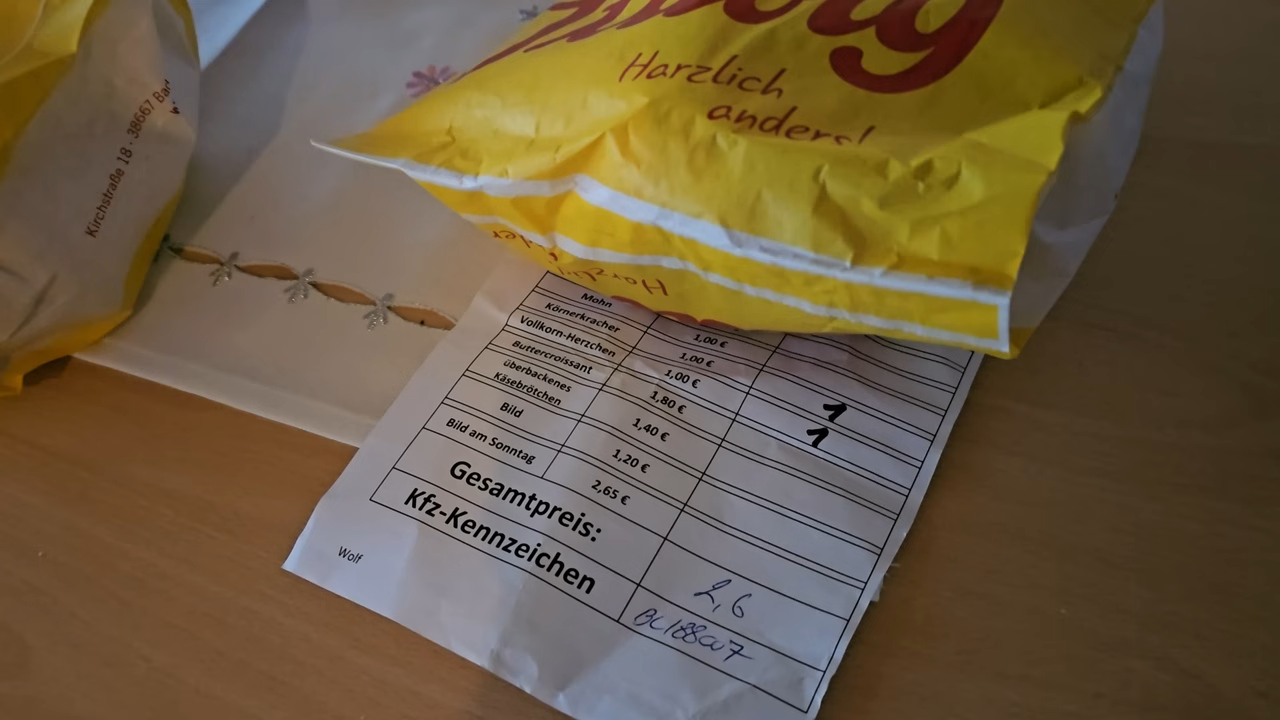 Harzlich
anders!
Kirchstraße 18 · 38667 Bad
Harzlich
Mohn 1,00 €
Körnerkracher 1,00 €
Vollkorn-Herzchen 1,00 € 1
Buttercroissant 1,80 € 1
überbackenes
Käsebrötchen 1,40 €
Bild 1,20 €
Bild am Sonntag 2,65 €
Gesamtpreis: 2,6
Kfz-Kennzeichen
Wolf